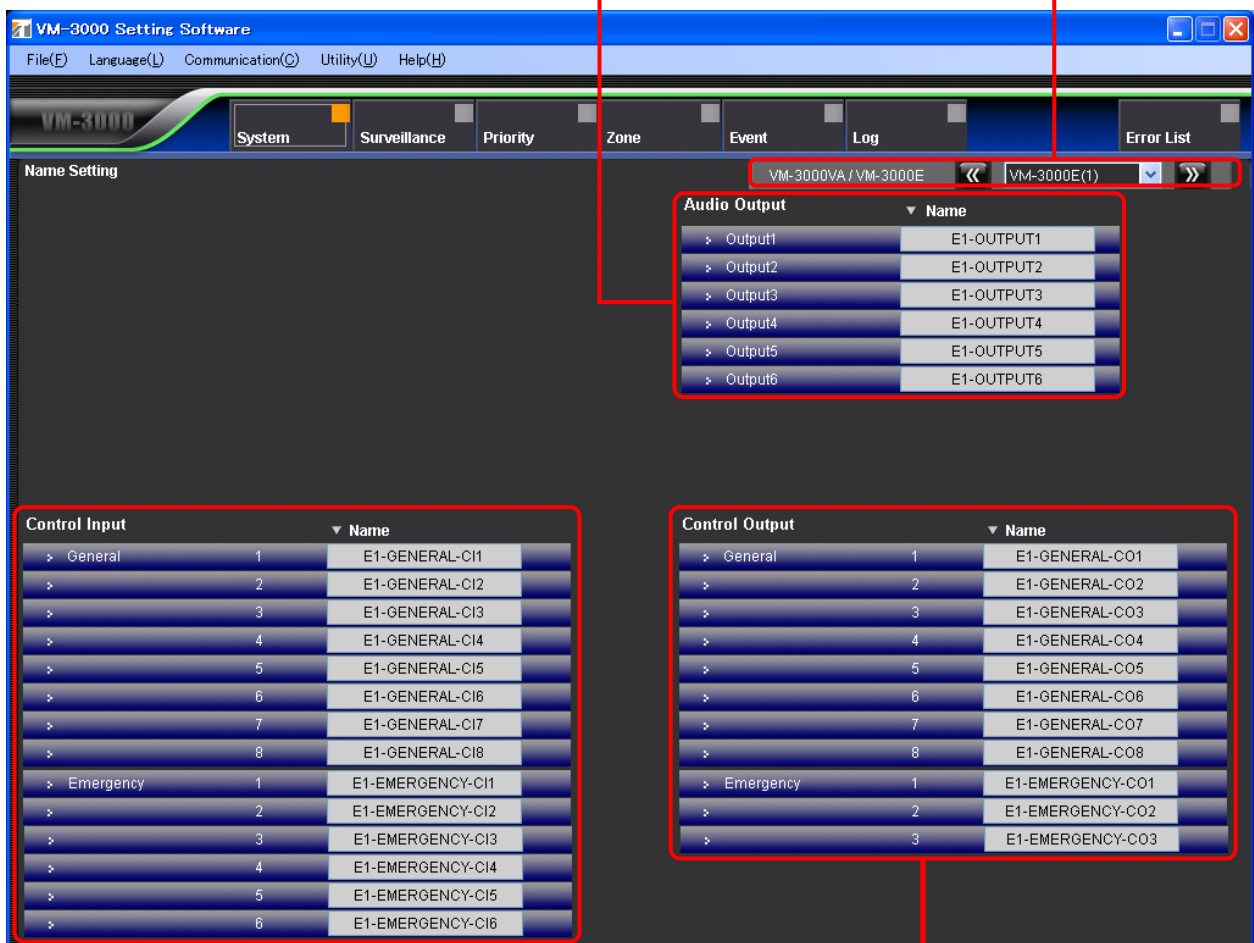 VM-3000 Setting Software
File(F) Language(L) Communication(C) Utility(U) Help(H)
VM-3000
System Surveillance Priority Zone Event Log Error List
Name Setting
VM-3000VA / VM-3000E VM-3000E(1)
Audio Output Name
Output1 E1-OUTPUT1
Output2 E1-OUTPUT2
Output3 E1-OUTPUT3
Output4 E1-OUTPUT4
Output5 E1-OUTPUT5
Output6 E1-OUTPUT6
Control Input Name
General 1 E1-GENERAL-CI1
2 E1-GENERAL-CI2
3 E1-GENERAL-CI3
4 E1-GENERAL-CI4
5 E1-GENERAL-CI5
6 E1-GENERAL-CI6
7 E1-GENERAL-CI7
8 E1-GENERAL-CI8
Emergency 1 E1-EMERGENCY-CI1
2 E1-EMERGENCY-CI2
3 E1-EMERGENCY-CI3
4 E1-EMERGENCY-CI4
5 E1-EMERGENCY-CI5
6 E1-EMERGENCY-CI6
Control Output Name
General 1 E1-GENERAL-CO1
2 E1-GENERAL-CO2
3 E1-GENERAL-CO3
4 E1-GENERAL-CO4
5 E1-GENERAL-CO5
6 E1-GENERAL-CO6
7 E1-GENERAL-CO7
8 E1-GENERAL-CO8
Emergency 1 E1-EMERGENCY-CO1
2 E1-EMERGENCY-CO2
3 E1-EMERGENCY-CO3